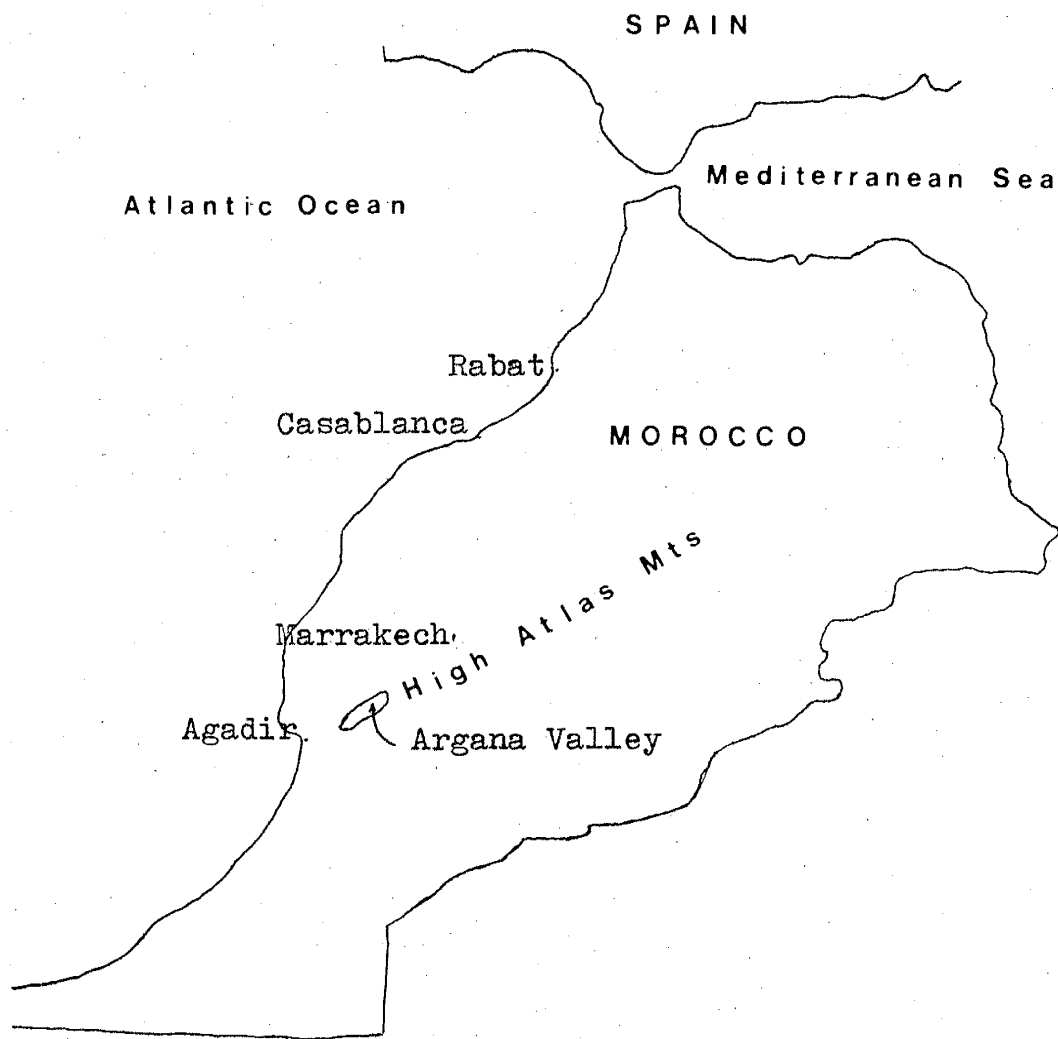 SPAIN
Mediterranean Sea
Atlantic Ocean
Rabat
Casablanca
MOROCCO
High Atlas Mts
Marrakech
Agadir
Argana Valley